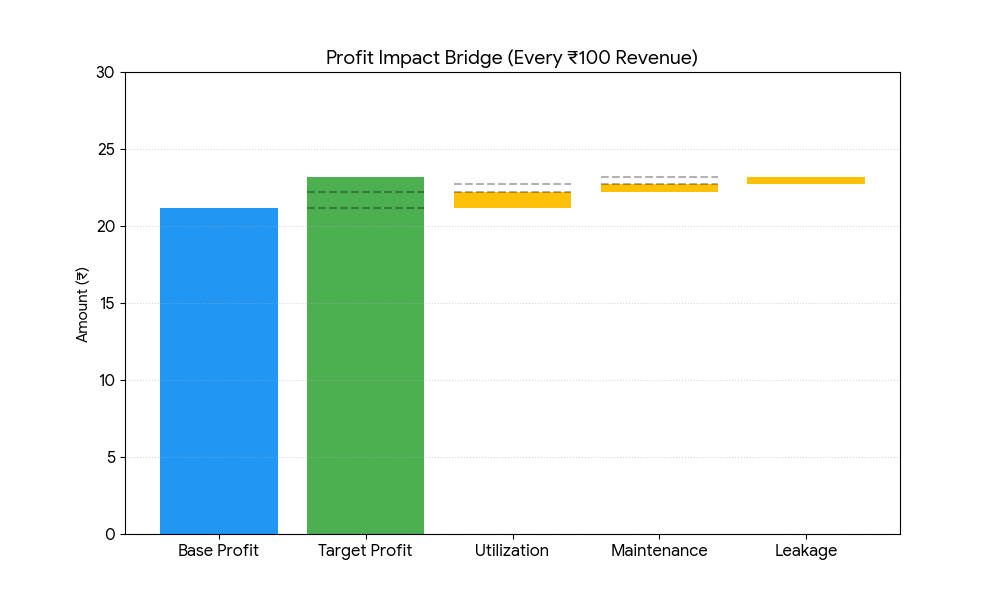 Profit Impact Bridge (Every ₹100 Revenue)
30
25
20
15
10
5
0
Amount (₹)
Base Profit
Target Profit
Utilization
Maintenance
Leakage